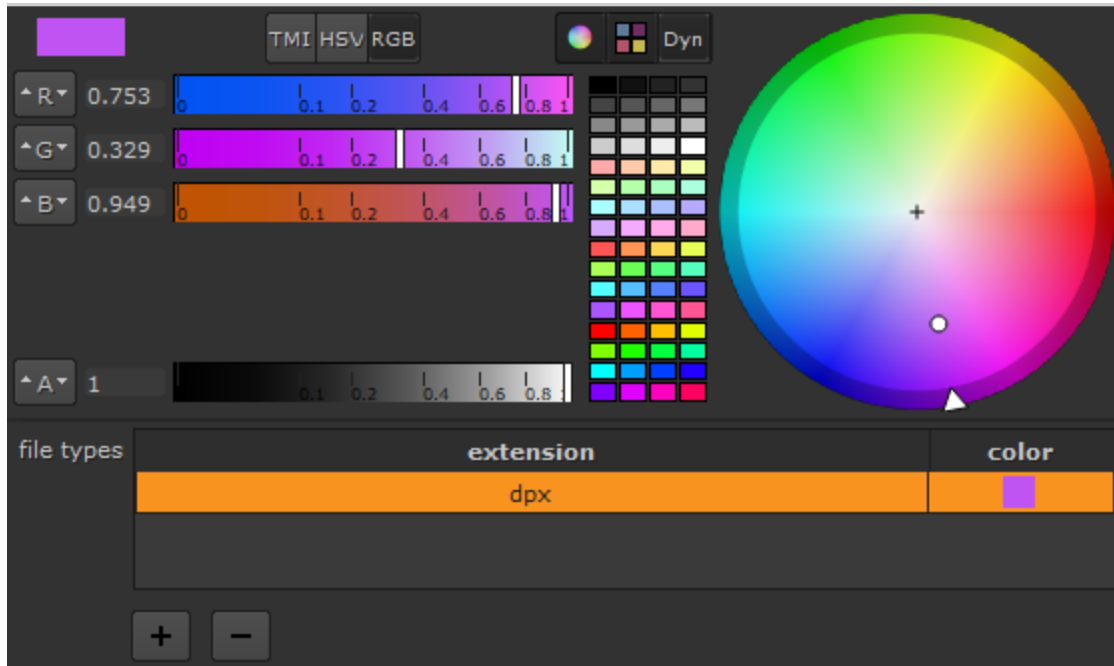 TMI HSV RGB Dyn
R 0.753 0 0.1 0.2 0.4 0.6 0.8 1
G 0.329 0 0.1 0.2 0.4 0.6 0.8 1
B 0.949 0 0.1 0.2 0.4 0.6 0.8 1
A 1 0.1 0.2 0.4 0.6 0.8
file types extension color
dpx
+ −